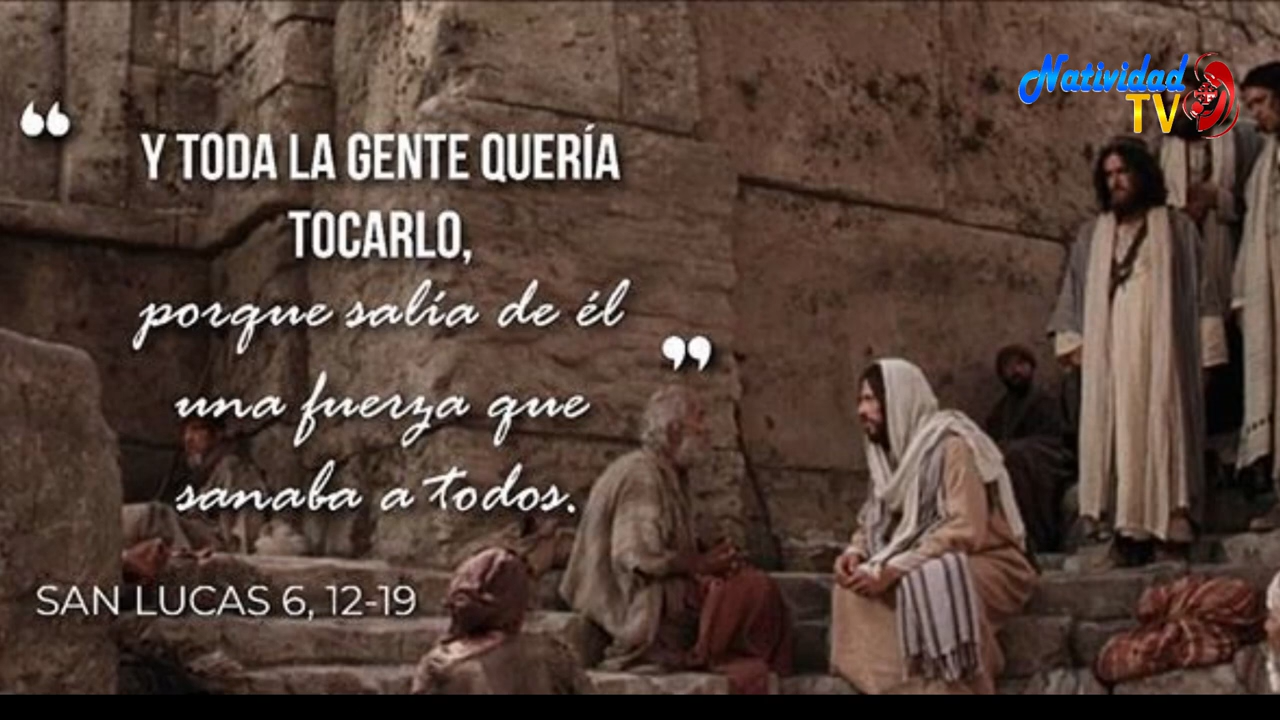 Natividad
TV
“
Y TODA LA GENTE QUERÍA
TOCARLO,
porque salía de él
una fuerza que
”
sanaba a todos.
SAN LUCAS 6, 12-19